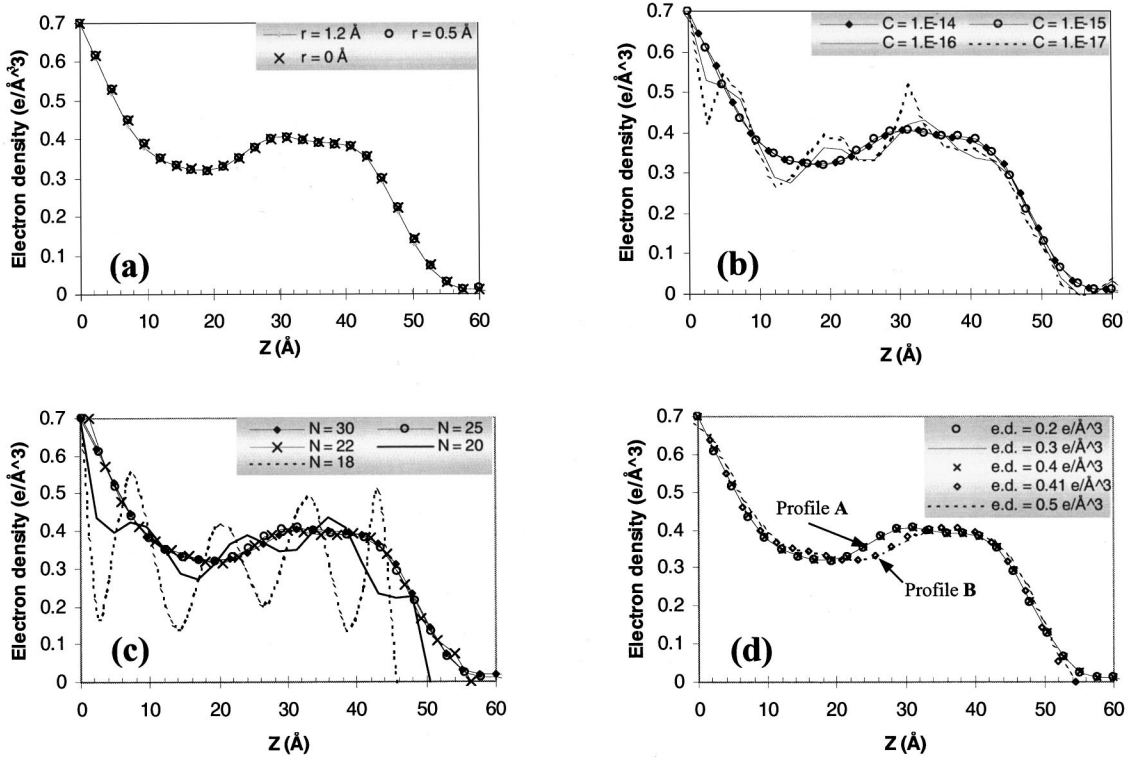 r = 1.2 Å o r = 0.5 Å
× r = 0 Å
Electron density (e/Å^3)
0.7
0.6
0.5
0.4
0.3
0.2
0.1
0
(a)
0 10 20 30 40 50 60
Z (Å)
C = 1.E-14 C = 1.E-15
C = 1.E-16 C = 1.E-17
Electron density (e/Å^3)
0.7
0.6
0.5
0.4
0.3
0.2
0.1
0
(b)
0 10 20 30 40 50 60
Z (Å)
N = 30 N = 25
N = 22 N = 20
N = 18
Electron density (e/Å^3)
0.7
0.6
0.5
0.4
0.3
0.2
0.1
0
(c)
0 10 20 30 40 50 60
Z (Å)
e.d. = 0.2 e/Å^3
e.d. = 0.3 e/Å^3
e.d. = 0.4 e/Å^3
e.d. = 0.41 e/Å^3
e.d. = 0.5 e/Å^3
Profile A
Profile B
Electron density (e/Å^3)
0.7
0.6
0.5
0.4
0.3
0.2
0.1
0
(d)
0 10 20 30 40 50 60
Z (Å)